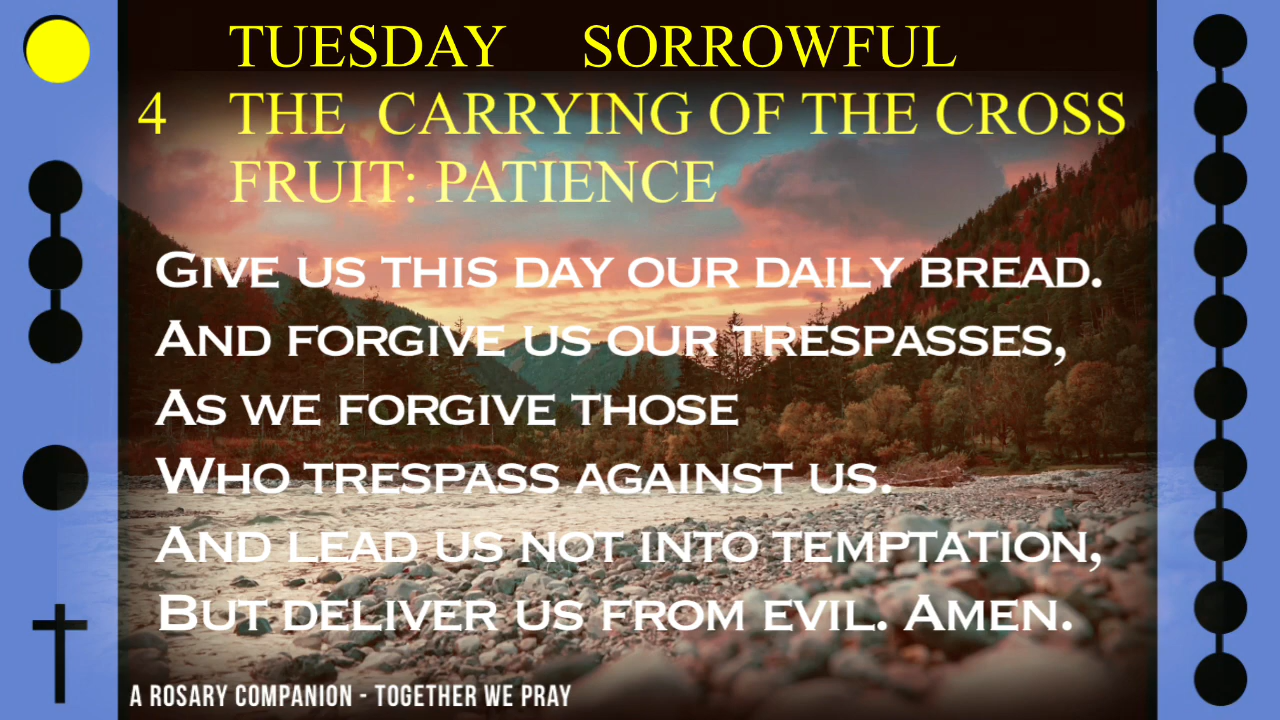 TUESDAY SORROWFUL
4 THE CARRYING OF THE CROSS
FRUIT: PATIENCE
GIVE US THIS DAY OUR DAILY BREAD.
AND FORGIVE US OUR TRESPASSES,
AS WE FORGIVE THOSE
WHO TRESPASS AGAINST US.
AND LEAD US NOT INTO TEMPTATION,
BUT DELIVER US FROM EVIL. AMEN.
A ROSARY COMPANION - TOGETHER WE PRAY